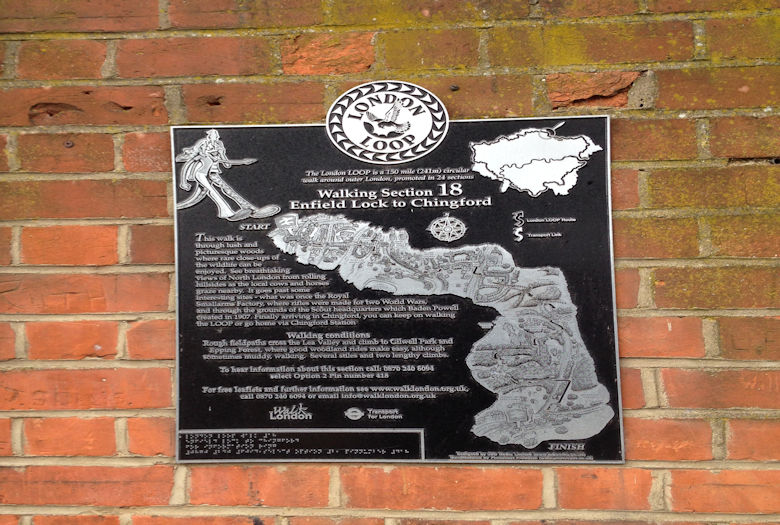 LONDON
LOOP
The London LOOP is a 150 mile (241m) circular
walk around outer London, promoted in 24 sections
Walking Section 18
Enfield Lock to Chingford
START
London LOOP Route
Transport Link
This walk is
through lush and
picturesque woods
where rare close-ups of
the wildlife can be
enjoyed. See breathtaking
views of North London from rolling
hillsides as the local cows and horses
graze nearby. It goes past some
interesting sites - what was once the Royal
Smallarms Factory, where rifles were made for two World Wars,
and through the grounds of the Scout headquarters which Baden Powell
created in 1907. Finally arriving in Chingford, you can keep on walking
the LOOP or go home via Chingford Station
Walking conditions
Rough fieldpaths cross the Lea Valley and climb to Gilwell Park and
Epping Forest, where good woodland rides make easy, although
sometimes muddy, walking. Several stiles and two lengthy climbs.
To hear information about this section call: 0870 240 6094
select Option 2 Pin number 418
For free leaflets and further information see www.walklondon.org.uk,
call 0870 240 6094 or email info@walklondon.org.uk
Walk
London
Transport
for London
FINISH